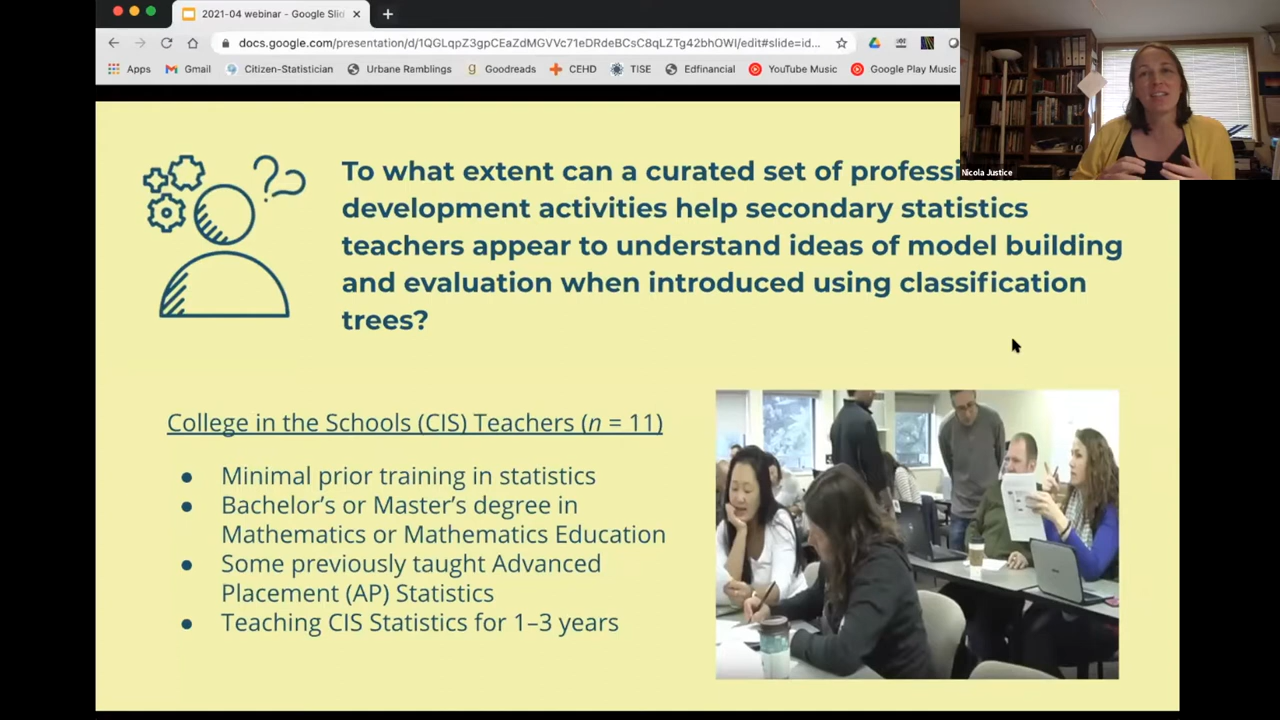 2021-04 webinar - Google Slid
docs.google.com/presentation/d/1QGLqpZ3gpCEaZdMGVVc71eDRdeBCsC8qLZTg42bhOWI/edit#slide=id...
Apps Gmail Citizen-Statistician Urbane Ramblings Goodreads CEHD TISE Edfinancial YouTube Music Google Play Music
Nicola Justice
To what extent can a curated set of professi
development activities help secondary statistics
teachers appear to understand ideas of model building
and evaluation when introduced using classification
trees?
College in the Schools (CIS) Teachers (n = 11)
● Minimal prior training in statistics
● Bachelor's or Master's degree in
Mathematics or Mathematics Education
● Some previously taught Advanced
Placement (AP) Statistics
● Teaching CIS Statistics for 1–3 years